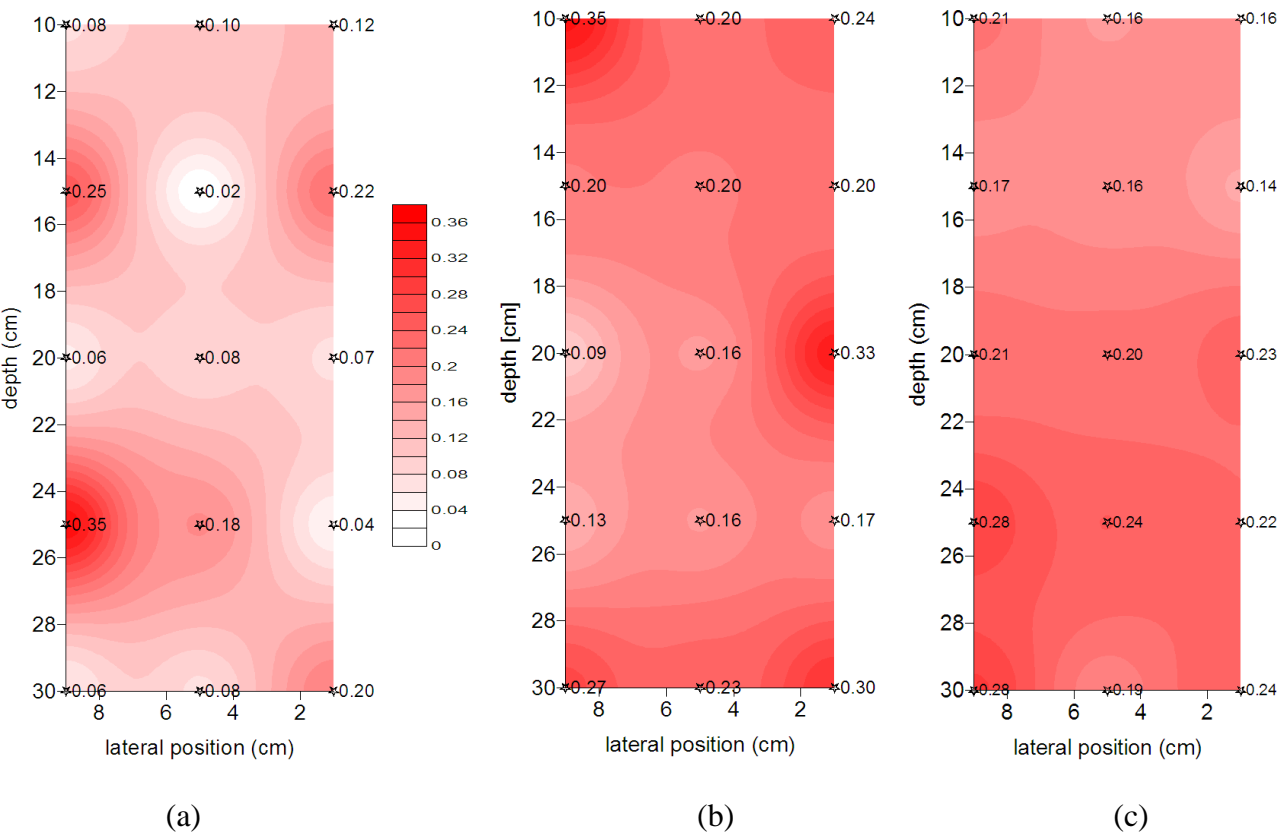 10 0.08 0.10 0.12
12
14
0.25 0.02 0.22
16
18
20 0.06 0.08 0.07
22
24
0.35 0.18 0.04
26
28
30 0.06 0.08 0.20
8 6 4 2
depth (cm)
lateral position (cm)
(a)
0.36
0.32
0.28
0.24
0.2
0.16
0.12
0.08
0.04
0
10 0.35 0.20 0.24
12
14
0.20 0.20 0.20
16
18
20 0.09 0.16 0.33
22
24
0.13 0.16 0.17
26
28
30 0.27 0.23 0.30
8 6 4 2
depth [cm]
lateral position (cm)
(b)
10 0.21 0.16 0.16
12
14
0.17 0.16 0.14
16
18
20 0.21 0.20 0.23
22
24
0.28 0.24 0.22
26
28
30 0.28 0.19 0.24
8 6 4 2
depth (cm)
lateral position (cm)
(c)